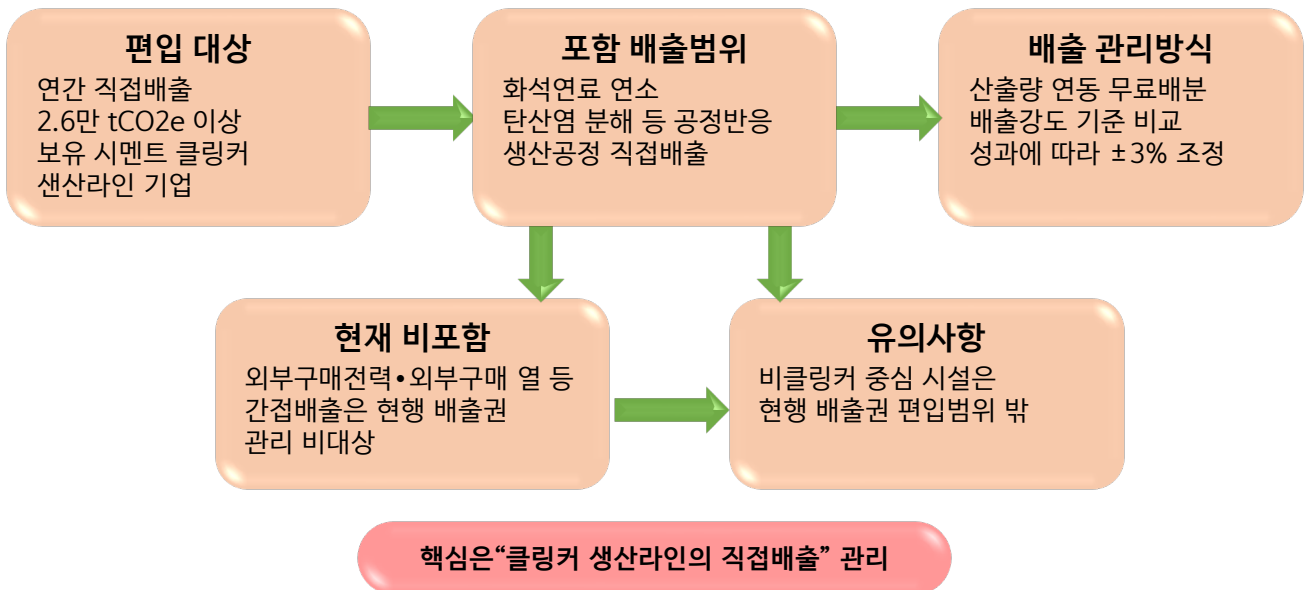 편입 대상
연간 직접배출
2.6만 tCO2e 이상
보유 시멘트 클링커
샌산라인 기업
포함 배출범위
화석연료 연소
탄산염 분해 등 공정반응
생산공정 직접배출
배출 관리방식
산출량 연동 무료배분
배출강도 기준 비교
성과에 따라 ±3% 조정
현재 비포함
외부구매전력•외부구매 열 등
간접배출은 현행 배출권
관리 비대상
유의사항
비클링커 중심 시설은
현행 배출권 편입범위 밖
핵심은“클링커 생산라인의 직접배출” 관리